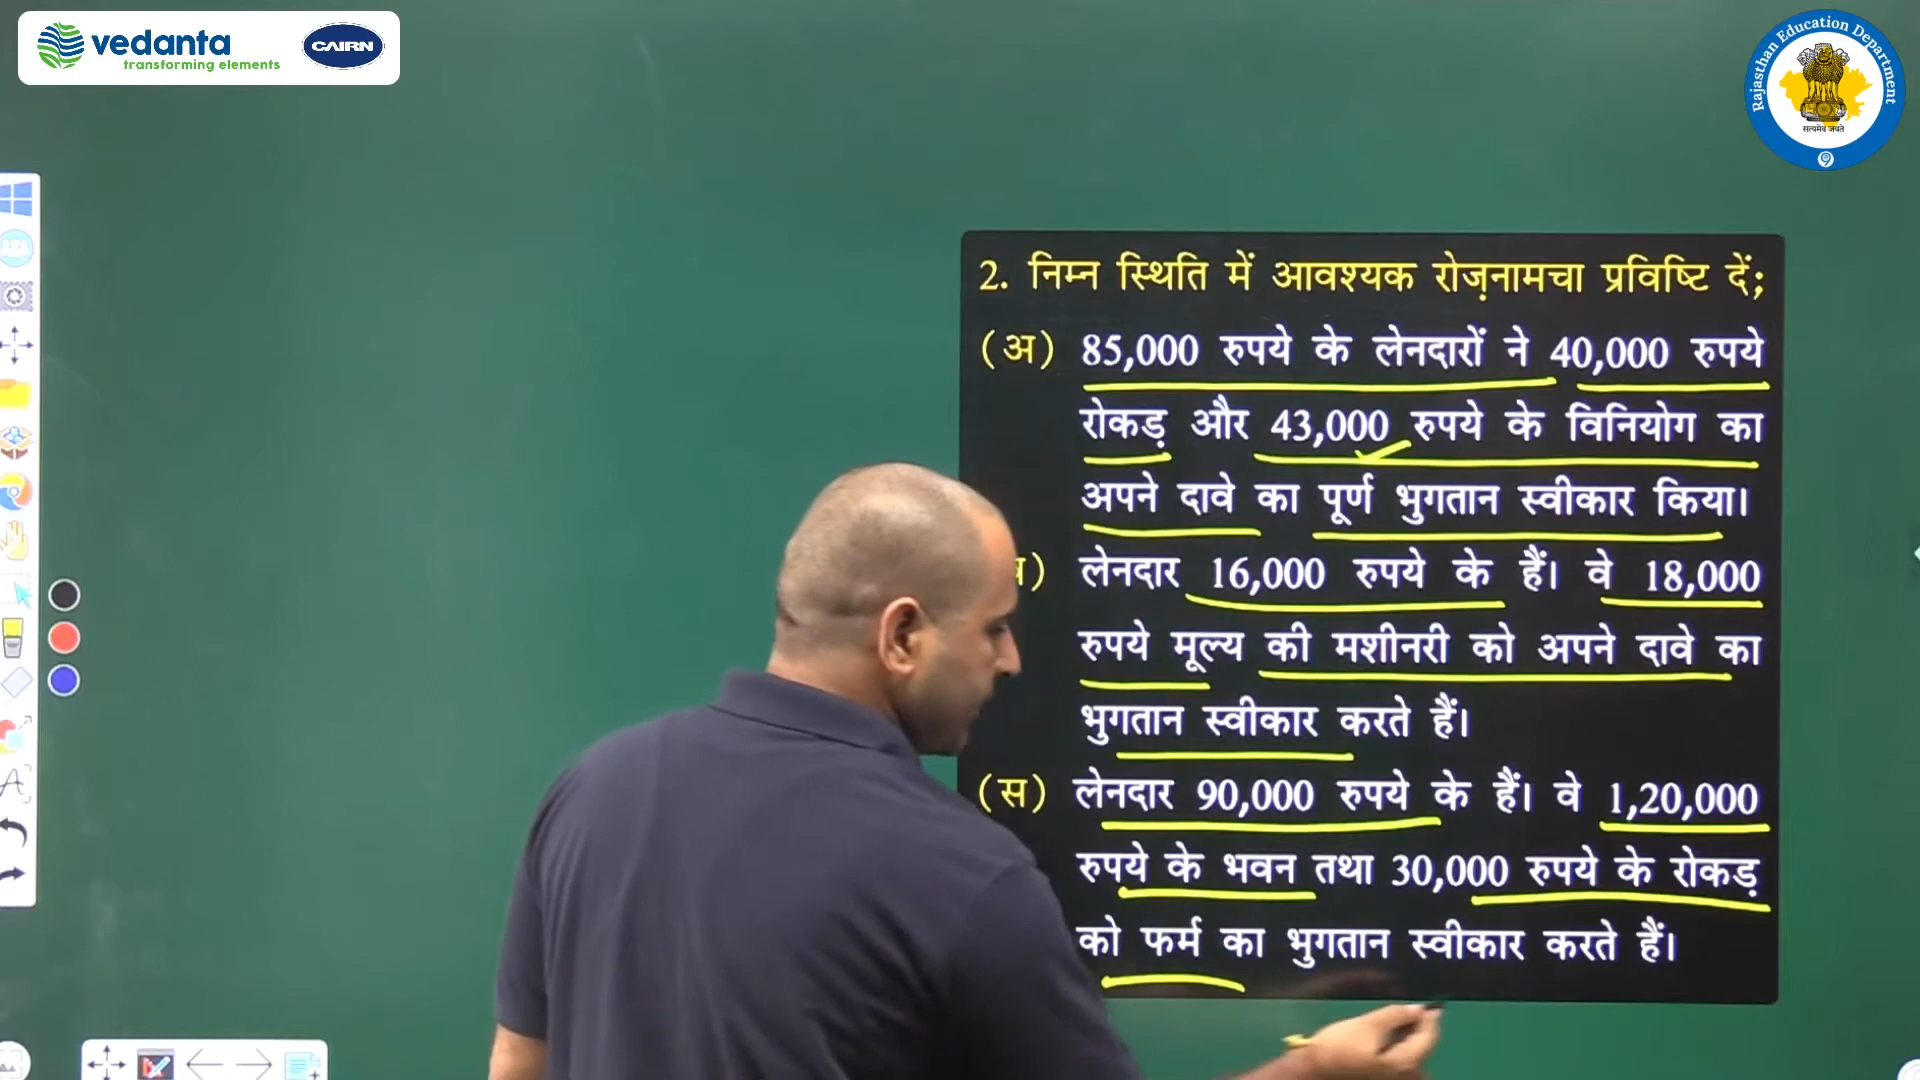 vedanta
transforming elements
CAIRN
Rajasthan Education Department
सत्यमेव जयते
2. निम्न स्थिति में आवश्यक रोज़नामचा प्रविष्टि दें;
(अ) 85,000 रुपये के लेनदारों ने 40,000 रुपये
रोकड़ और 43,000 रुपये के विनियोग का
अपने दावे का पूर्ण भुगतान स्वीकार किया।
लेनदार 16,000 रुपये के हैं। वे 18,000
रुपये मूल्य की मशीनरी को अपने दावे का
भुगतान स्वीकार करते हैं।
(स) लेनदार 90,000 रुपये के हैं। वे 1,20,000
रुपये के भवन तथा 30,000 रुपये के रोकड़
को फर्म का भुगतान स्वीकार करते हैं।